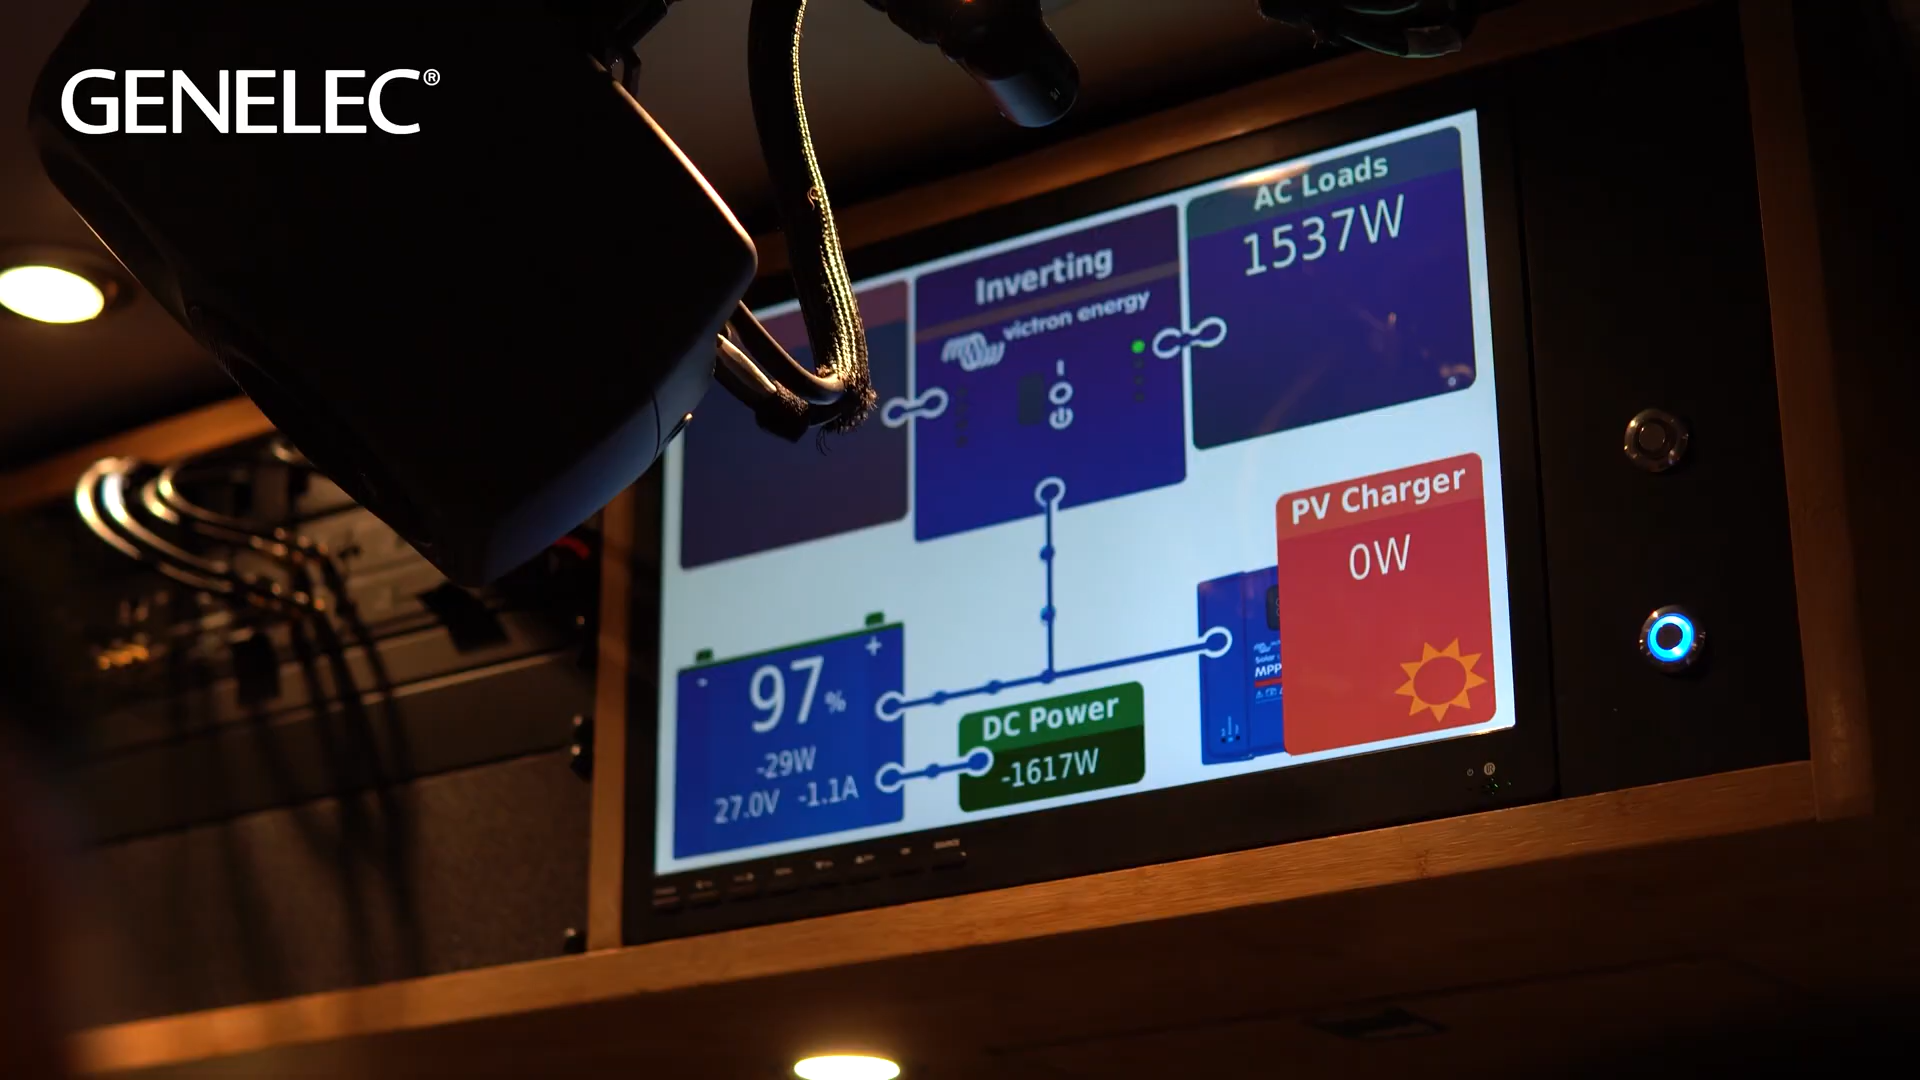 GENELEC®
AC Loads
1537W
Inverting
victron energy
PV Charger
0W
97%
-29W
27.0V -1.1A
DC Power
-1617W
MPP